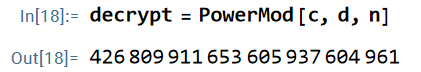 In[18]:= decrypt = PowerMod[c, d, n]
Out[18]= 426 809 911 653 605 937 604 961